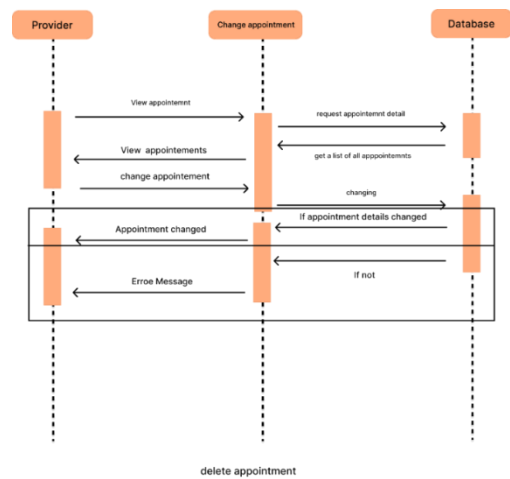 Provider
Change appointment
Database
View appointemnt
request appointemnt detail
View appointements
get a list of all apppointemnts
change appointement
changing
If appointment details changed
Appointment changed
If not
Erroe Message
delete appointment